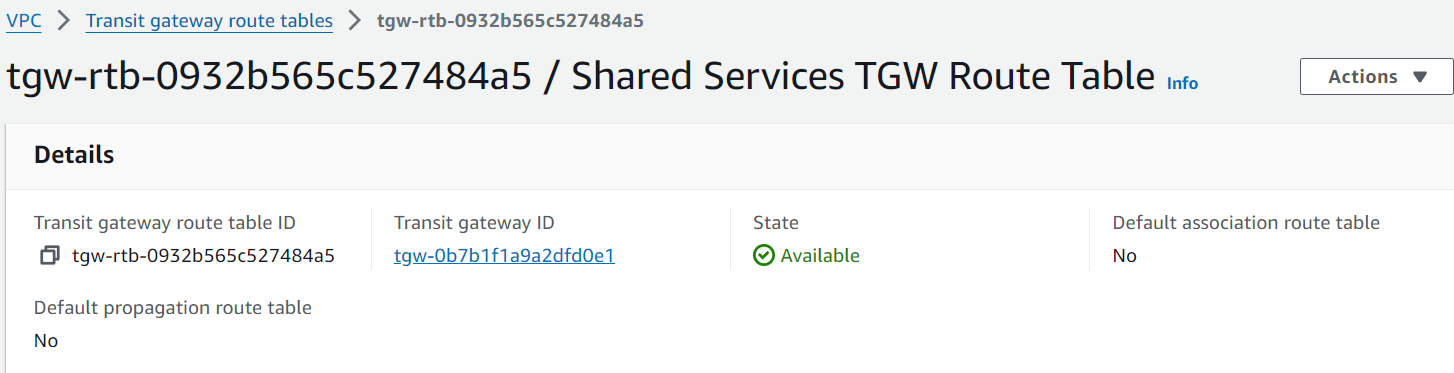 VPC > Transit gateway route tables > tgw-rtb-0932b565c527484a5
tgw-rtb-0932b565c527484a5 / Shared Services TGW Route Table Info
Actions
Details
Transit gateway route table ID
tgw-rtb-0932b565c527484a5
Transit gateway ID
tgw-0b7b1f1a9a2dfd0e1
State
Available
Default association route table
No
Default propagation route table
No